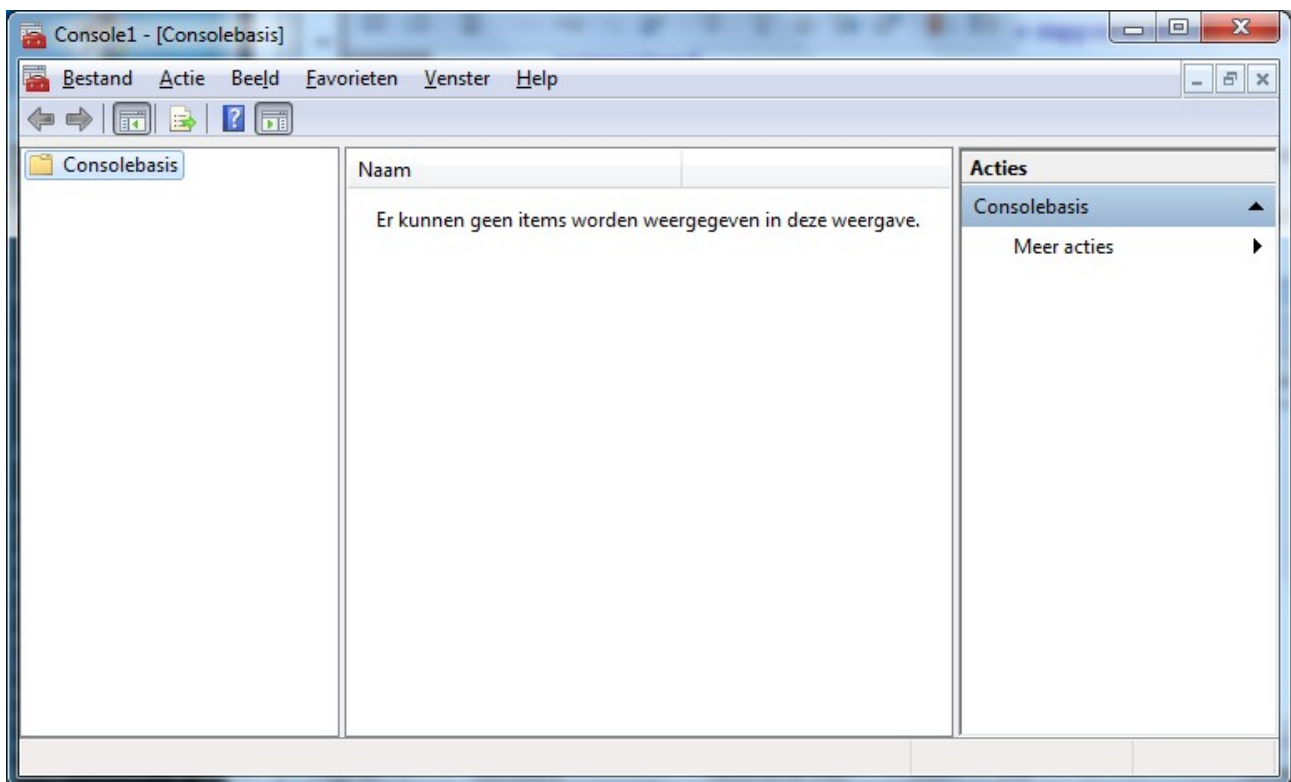 Console1 - [Consolebasis]
Bestand Actie Beeld Favorieten Venster Help
Consolebasis
Naam
Er kunnen geen items worden weergegeven in deze weergave.
Acties
Consolebasis
Meer acties